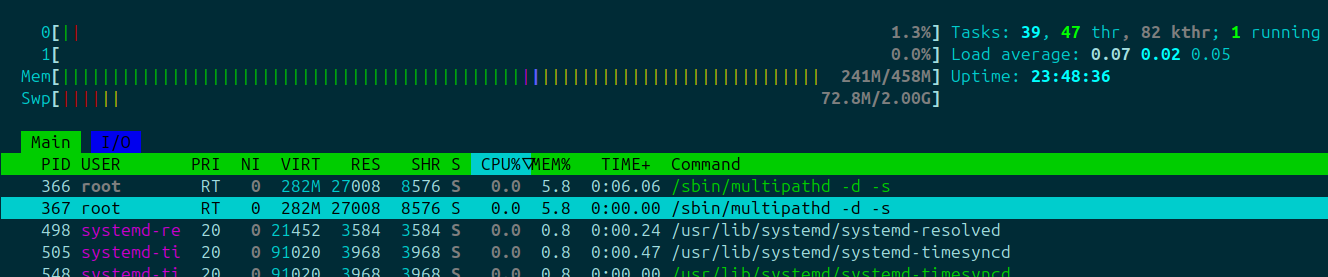 0[|| 1.3%] Tasks: 39, 47 thr, 82 kthr; 1 running
1[ 0.0%] Load average: 0.07 0.02 0.05
Mem[||||||||||||||||||||||||||||||||||||||||||||||||||||||||||||||||||||||||||| 241M/458M] Uptime: 23:48:36
Swp[|||||| 72.8M/2.00G]
Main I/O
PID USER PRI NI VIRT RES SHR S CPU%▽MEM% TIME+ Command
366 root RT 0 282M 27008 8576 S 0.0 5.8 0:06.06 /sbin/multipathd -d -s
367 root RT 0 282M 27008 8576 S 0.0 5.8 0:00.00 /sbin/multipathd -d -s
498 systemd-re 20 0 21452 3584 3584 S 0.0 0.8 0:00.24 /usr/lib/systemd/systemd-resolved
505 systemd-ti 20 0 91020 3968 3968 S 0.0 0.8 0:00.47 /usr/lib/systemd/systemd-timesyncd
548 systemd-ti 20 0 91020 3968 3968 S 0.0 0.8 0:00.00 /usr/lib/systemd/systemd-timesyncd